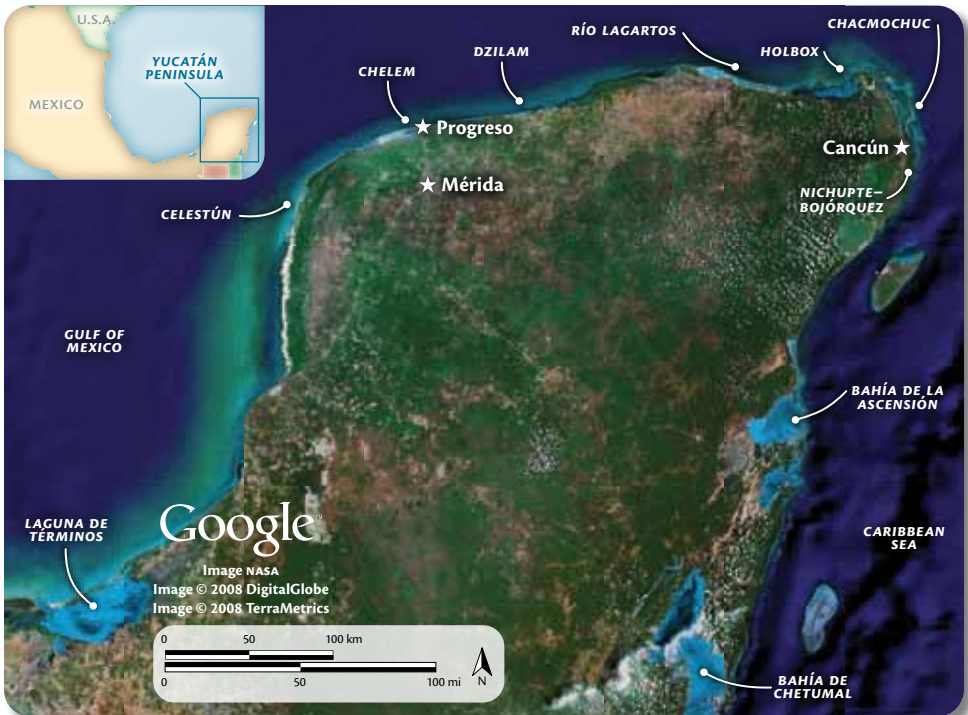 U.S.A.
YUCATÁN
PENINSULA
MEXICO
CHELEM
DZILAM
RÍO LAGARTOS
HOLBOX
CHACMOCHUC
Progreso
Cancún
Mérida
NICHUPTE–
BOJÓRQUEZ
CELESTÚN
GULF OF
MEXICO
BAHÍA DE LA
ASCENSIÓN
LAGUNA DE
TÉRMINOS
Google™
CARIBBEAN
SEA
Image NASA
Image © 2008 DigitalGlobe
Image © 2008 TerraMetrics
0 50 100 km
0 50 100 mi
N
BAHÍA DE
CHETUMAL